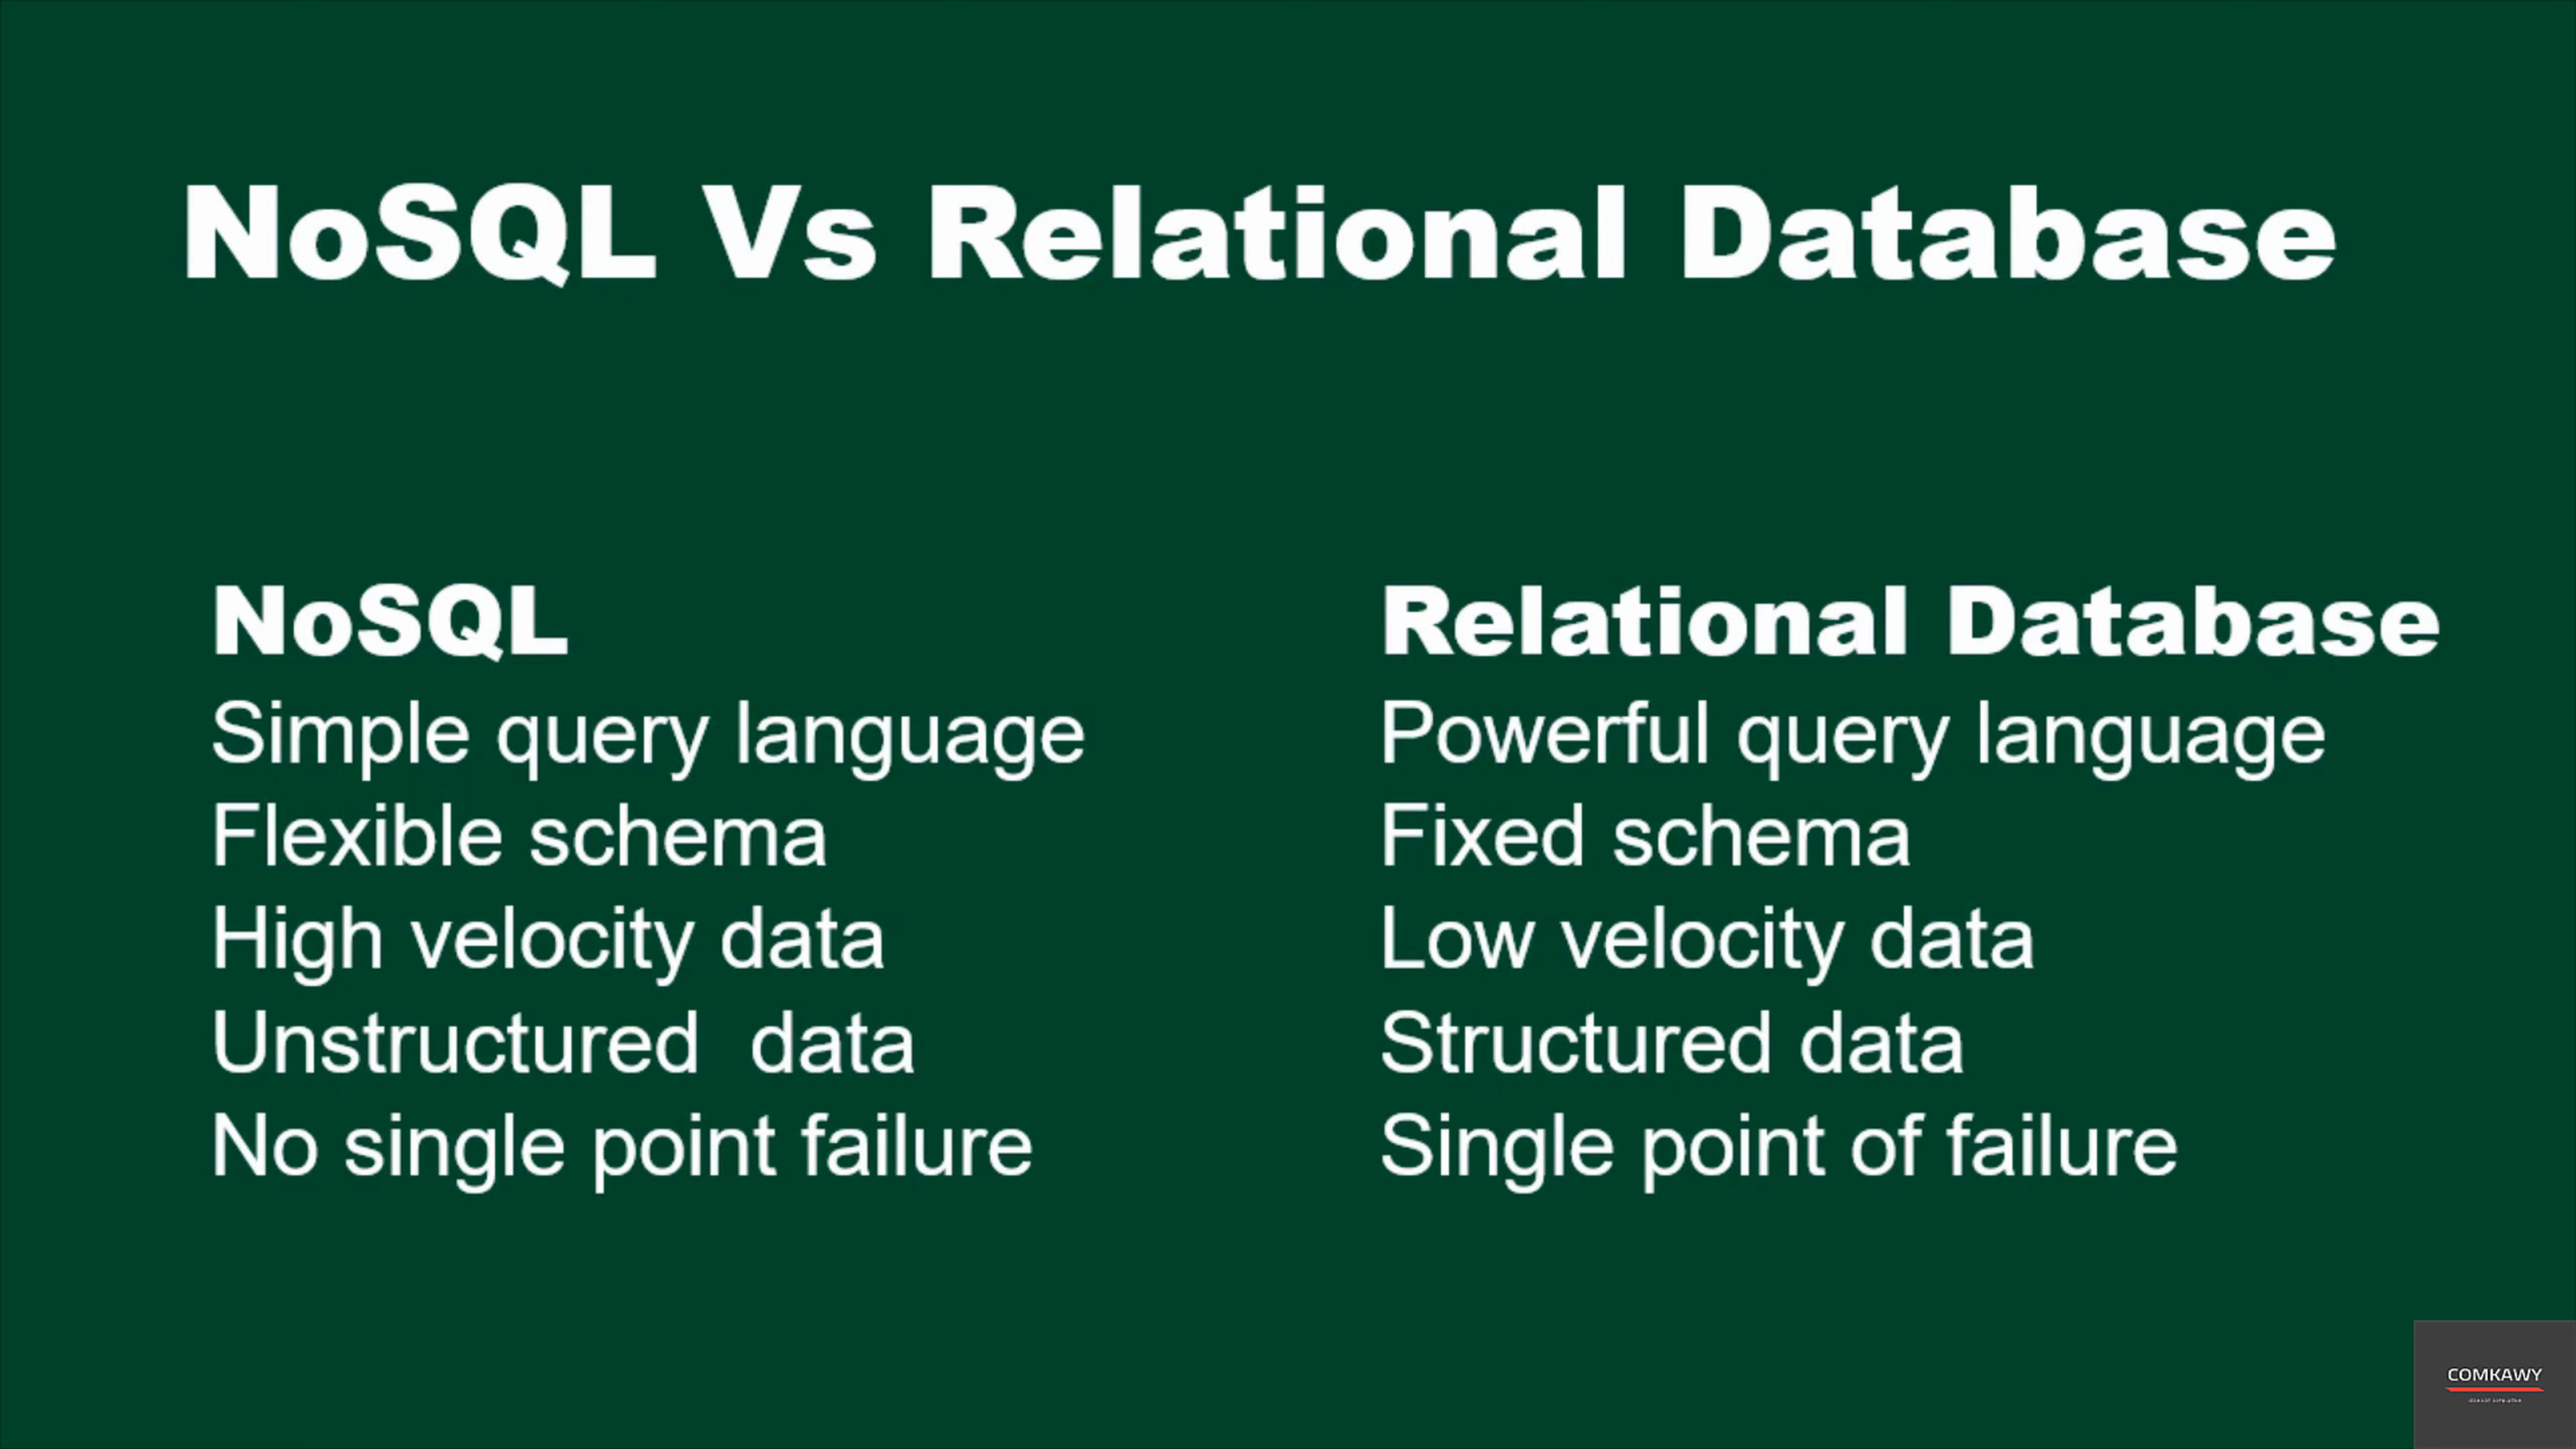 NoSQL Vs Relational Database
NoSQL
Simple query language
Flexible schema
High velocity data
Unstructured  data
No single point failure
Relational Database
Powerful query language
Fixed schema
Low velocity data
Structured data
Single point of failure
COMKAWY